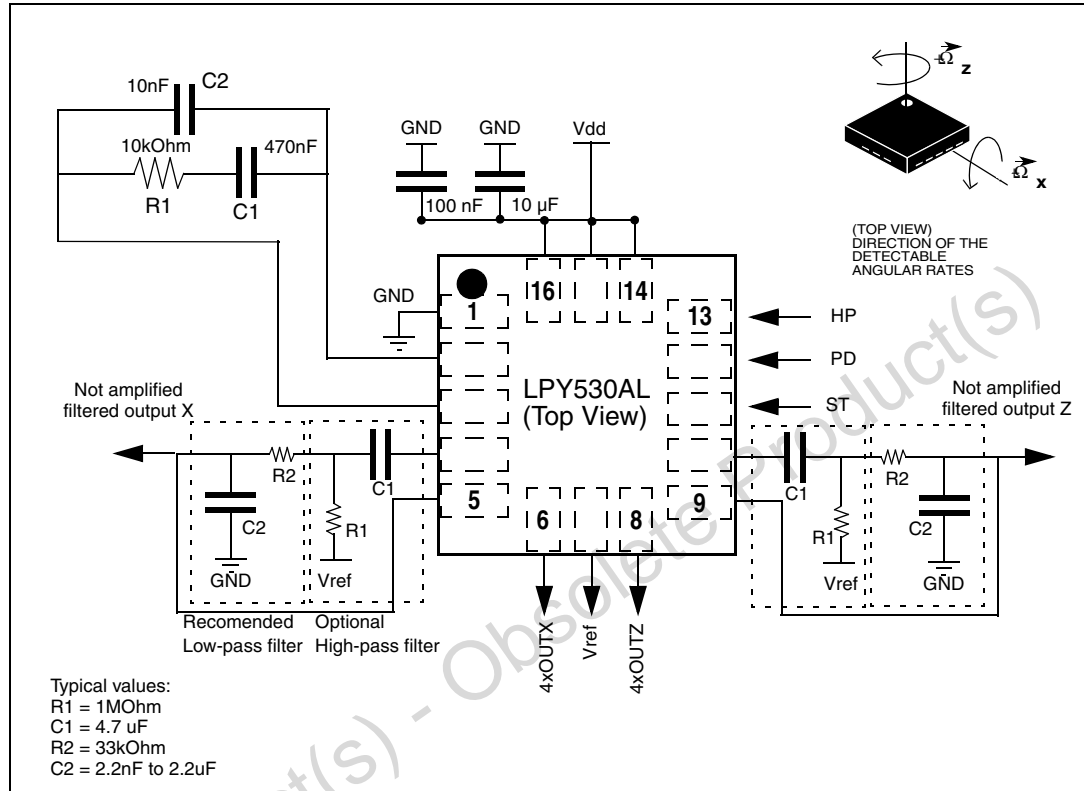 10nF
C2
10kOhm
470nF
R1
C1
GND
GND
Vdd
100 nF
10 µF
Ω z
Ω x
(TOP VIEW)
DIRECTION OF THE
DETECTABLE
ANGULAR RATES
GND
1
16
14
13
HP
PD
ST
LPY530AL
(Top View)
Not amplified
filtered output X
Not amplified
filtered output Z
R2
C1
C2
R1
GND
Vref
5
6
8
9
C1
R2
R1
C2
Vref
GND
Recomended
Low-pass filter
Optional
High-pass filter
4xOUTX
Vref
4xOUTZ
Typical values:
R1 = 1MOhm
C1 = 4.7 uF
R2 = 33kOhm
C2 = 2.2nF to 2.2uF
ct(s) - Obsolete Product(s)